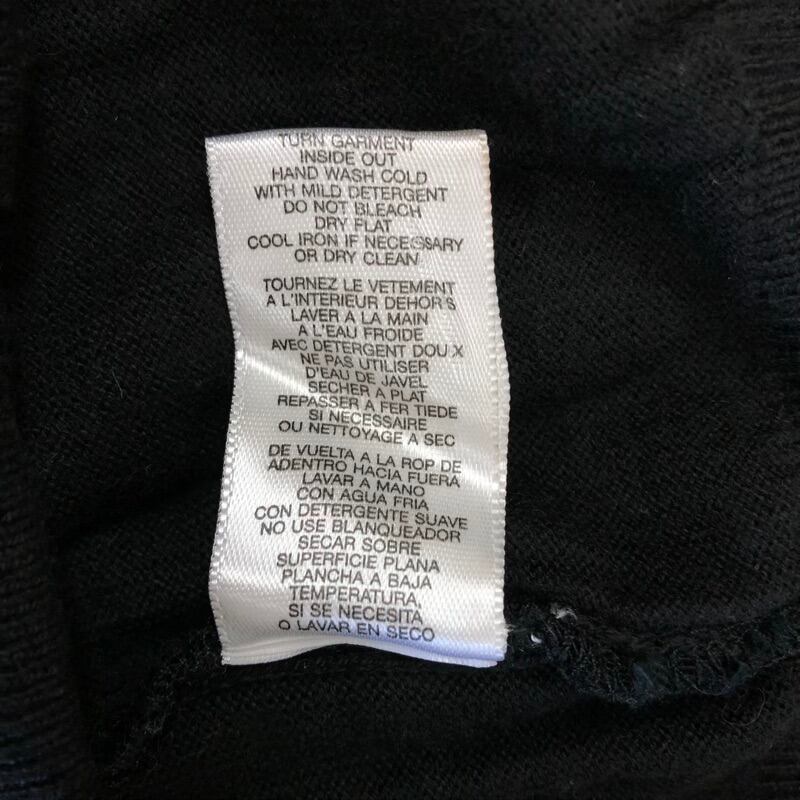 TURN GARMENT
INSIDE OUT
HAND WASH COLD
WITH MILD DETERGENT
DO NOT BLEACH
DRY FLAT
COOL IRON IF NECESSARY
OR DRY CLEAN
TOURNEZ LE VETEMENT
A L'INTERIEUR DEHORS
LAVER A LA MAIN
A L'EAU FROIDE
AVEC DETERGENT DOUX
NE PAS UTILISER
D'EAU DE JAVEL
SECHER A PLAT
REPASSER A FER TIEDE
SI NECESSAIRE
OU NETTOYAGE A SEC
DE VUELTA A LA ROP DE
ADENTRO HACIA FUERA
LAVAR A MANO
CON AGUA FRIA
CON DETERGENTE SUAVE
NO USE BLANQUEADOR
SECAR SOBRE
SUPERFICIE PLANA
PLANCHA A BAJA
TEMPERATURA,
SI SE NECESITA
O LAVAR EN SECO